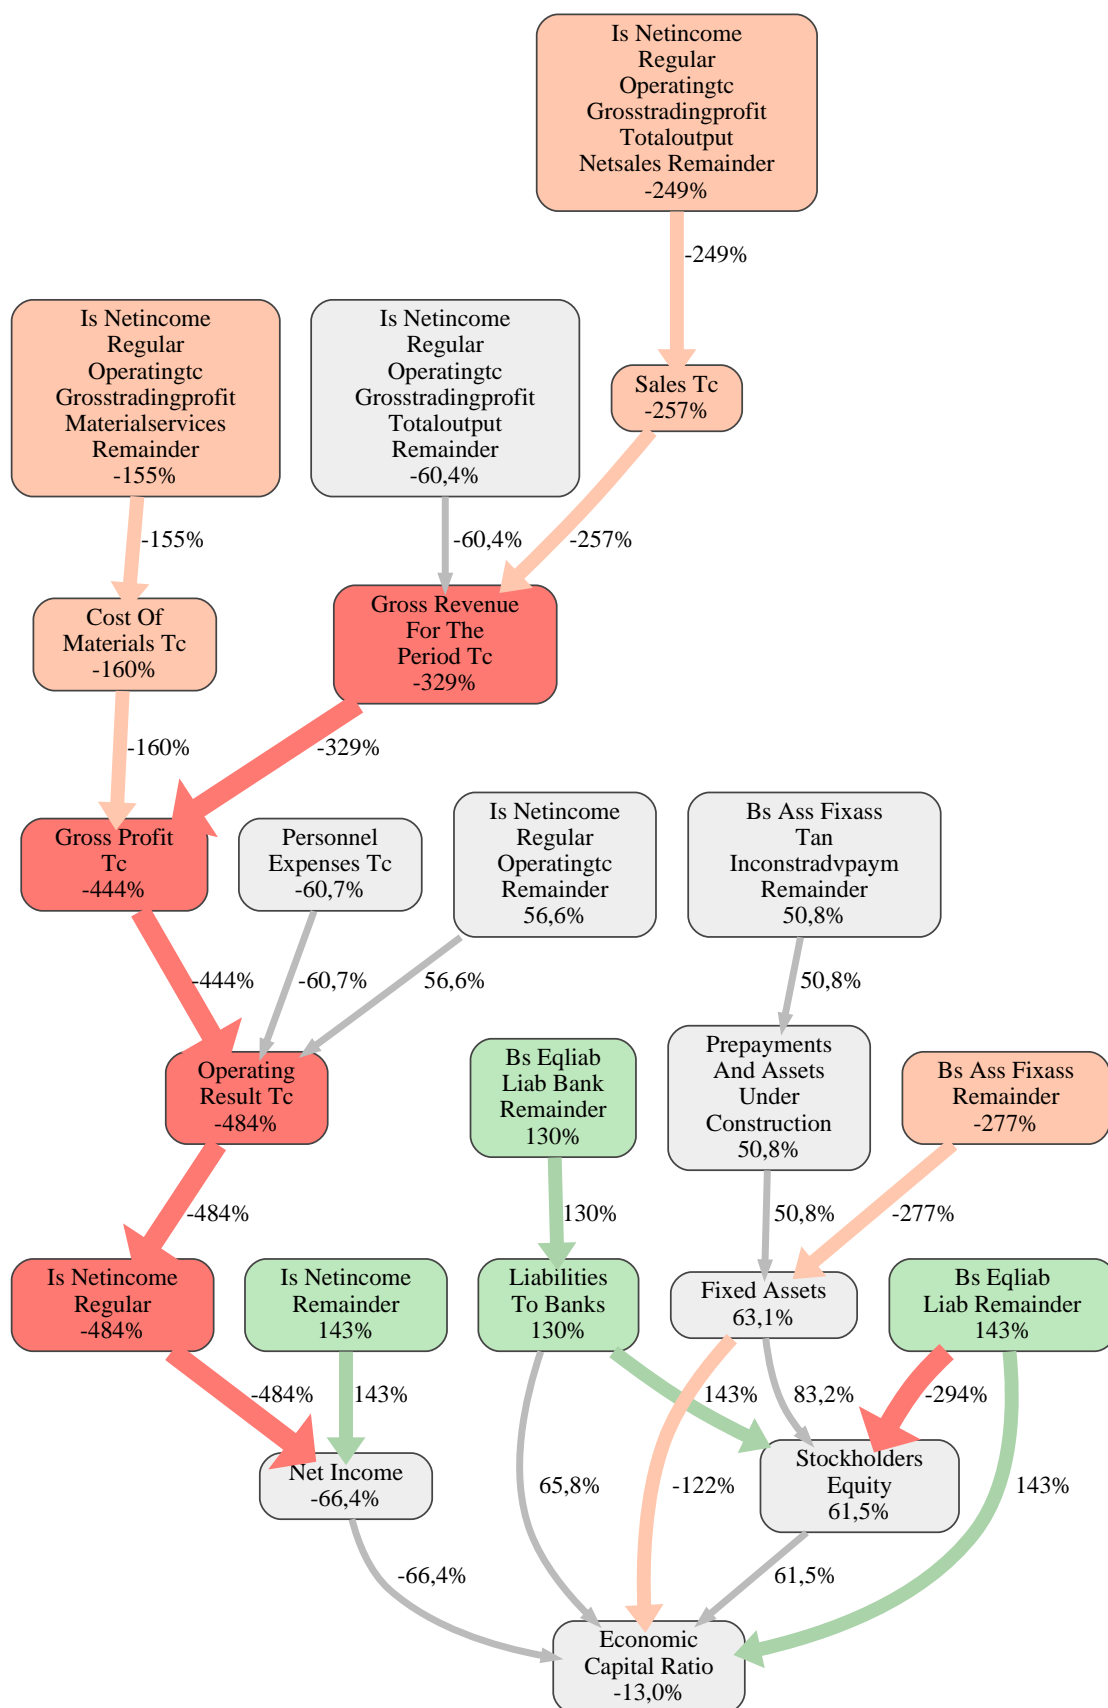 Is Netincome
Regular
Operatingtc
Grosstradingprofit
Totaloutput
Netsales Remainder
-249%
-249%
Is Netincome
Regular
Operatingtc
Grosstradingprofit
Materialservices
Remainder
-155%
Is Netincome
Regular
Operatingtc
Grosstradingprofit
Totaloutput
Remainder
-60,4%
Sales Tc
-257%
-155%
-60,4%
-257%
Cost Of
Materials Tc
-160%
Gross Revenue
For The
Period Tc
-329%
-160%
-329%
Gross Profit
Tc
-444%
Personnel
Expenses Tc
-60,7%
Is Netincome
Regular
Operatingtc
Remainder
56,6%
Bs Ass Fixass
Tan
Inconstradvpaym
Remainder
50,8%
-444%
-60,7%
56,6%
50,8%
Operating
Result Tc
-484%
Bs Eqliab
Liab Bank
Remainder
130%
Prepayments
And Assets
Under
Construction
50,8%
Bs Ass Fixass
Remainder
-277%
-484%
130%
50,8%
-277%
Is Netincome
Regular
-484%
Is Netincome
Remainder
143%
Liabilities
To Banks
130%
Fixed Assets
63,1%
Bs Eqliab
Liab Remainder
143%
-484%
143%
143%
83,2%
-294%
Net Income
-66,4%
65,8%
-122%
Stockholders
Equity
61,5%
143%
-66,4%
61,5%
Economic
Capital Ratio
-13,0%